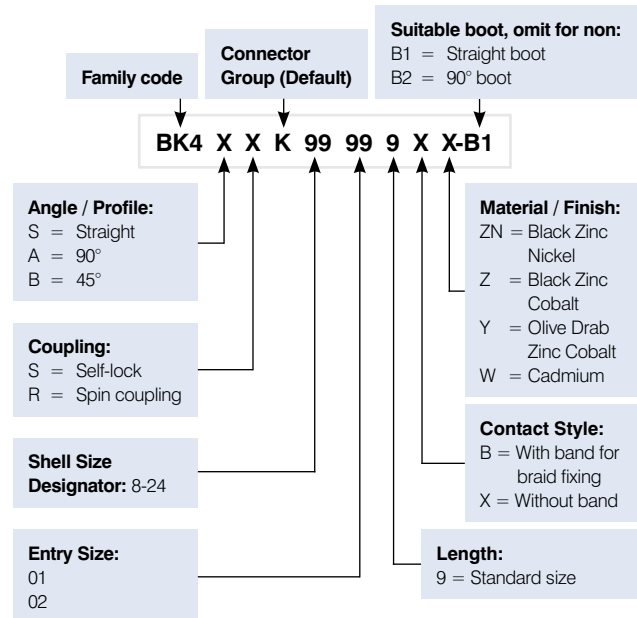 Suitable boot, omit for non:
B1 = Straight boot
B2 = 90° boot
Connector
Group (Default)
Family code
BK4 X X K 99 99 9 X X-B1
Angle / Profile:
S = Straight
A = 90°
B = 45°
Coupling:
S = Self-lock
R = Spin coupling
Shell Size
Designator: 8-24
Entry Size:
01
02
Material / Finish:
ZN = Black Zinc
Nickel
Z = Black Zinc
Cobalt
Y = Olive Drab
Zinc Cobalt
W = Cadmium
Contact Style:
B = With band for
braid fixing
X = Without band
Length:
9 = Standard size